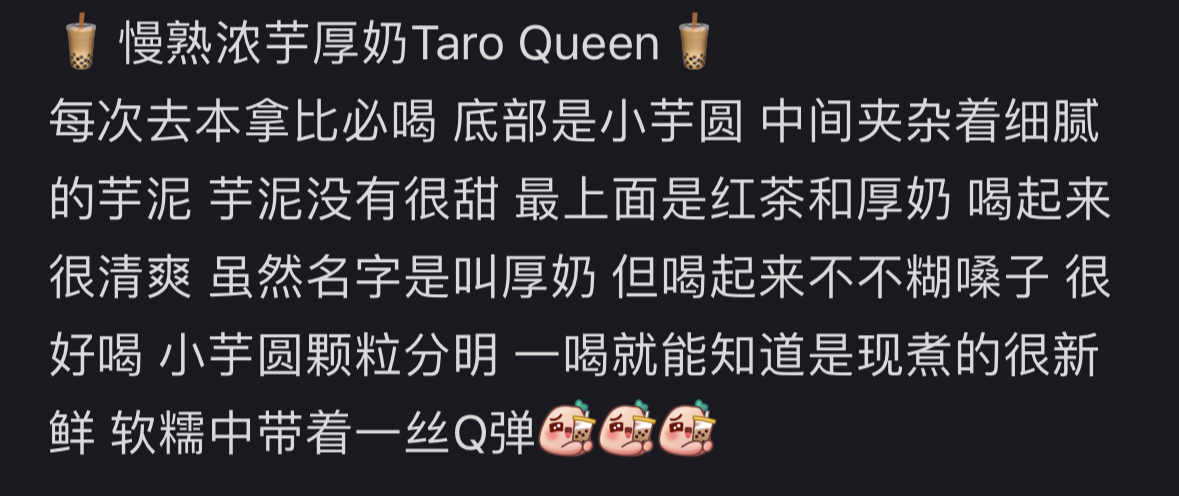 🧋 慢熟浓芋厚奶Taro Queen 🧋
每次去本拿比必喝 底部是小芋圆 中间夹杂着细腻
的芋泥 芋泥没有很甜 最上面是红茶和厚奶 喝起来
很清爽 虽然名字是叫厚奶 但喝起来不不糊嗓子 很
好喝 小芋圆颗粒分明 一喝就能知道是现煮的很新
鲜 软糯中带着一丝Q弹